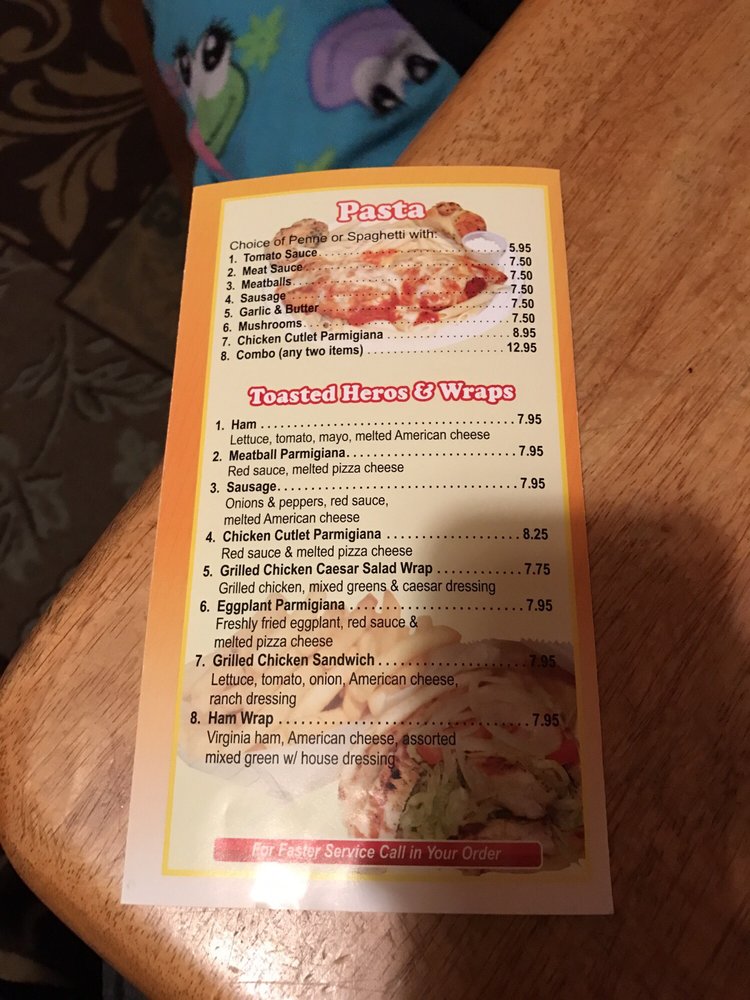 Pasta
Choice of Penne or Spaghetti with:
1. Tomato Sauce . . . . . . . . . . . . . . . . . . . . 5.95
2. Meat Sauce . . . . . . . . . . . . . . . . . . . . 7.50
3. Meatballs . . . . . . . . . . . . . . . . . . . . 7.50
4. Sausage . . . . . . . . . . . . . . . . . . . . 7.50
5. Garlic & Butter . . . . . . . . . . . . . . . . . . . . 7.50
6. Mushrooms . . . . . . . . . . . . . . . . . . . . 7.50
7. Chicken Cutlet Parmigiana . . . . . . . . . . . . . . . . . . 8.95
8. Combo (any two items) . . . . . . . . . . . . . . . . . . . . 12.95
Toasted Heros & Wraps
1. Ham . . . . . . . . . . . . . . . . . . . . 7.95
Lettuce, tomato, mayo, melted American cheese
2. Meatball Parmigiana . . . . . . . . . . . . . . . . . . . . 7.95
Red sauce, melted pizza cheese
3. Sausage . . . . . . . . . . . . . . . . . . . . 7.95
Onions & peppers, red sauce,
melted American cheese
4. Chicken Cutlet Parmigiana . . . . . . . . . . . . . . . . . . 8.25
Red sauce & melted pizza cheese
5. Grilled Chicken Caesar Salad Wrap . . . . . . . . . . . . 7.75
Grilled chicken, mixed greens & caesar dressing
6. Eggplant Parmigiana . . . . . . . . . . . . . . . . . . . . 7.95
Freshly fried eggplant, red sauce &
melted pizza cheese
7. Grilled Chicken Sandwich . . . . . . . . . . . . . . . . . . . . 7.95
Lettuce, tomato, onion, American cheese,
ranch dressing
8. Ham Wrap . . . . . . . . . . . . . . . . . . . . 7.95
Virginia ham, American cheese, assorted
mixed green w/ house dressing
For Faster Service Call in Your Order